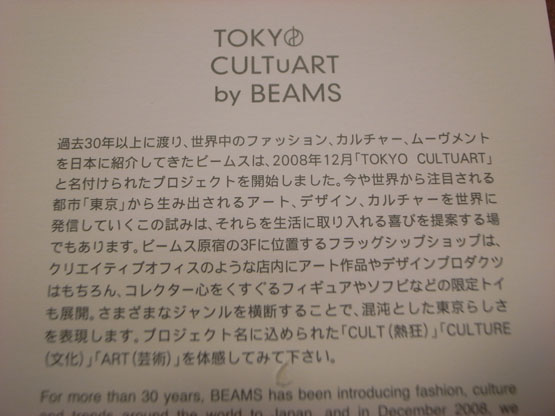 TOKYO
CULTUART
by BEAMS
過去30年以上に渡り、世界中のファッション、カルチャー、ムーヴメント
を日本に紹介してきたビームスは、2008年12月「TOKYO CULTUART」
と名付けられたプロジェクトを開始しました。今や世界から注目される
都市「東京」から生み出されるアート、デザイン、カルチャーを世界に
発信していくこの試みは、それらを生活に取り入れる喜びを提案する場
でもあります。ビームス原宿の3Fに位置するフラッグシップショップは、
クリエイティブオフィスのような店内にアート作品やデザインプロダクツ
はもちろん、コレクター心をくすぐるフィギュアやソフビなどの限定トイ
も展開。さまざまなジャンルを横断することで、混沌とした東京らしさ
を表現します。プロジェクト名に込められた「CULT（熱狂）」「CULTURE
（文化）」「ART（芸術）」を体感してみて下さい。
For more than 30 years, BEAMS has been introducing fashion, culture
and trends around the world to Japan, and in December 2008, we